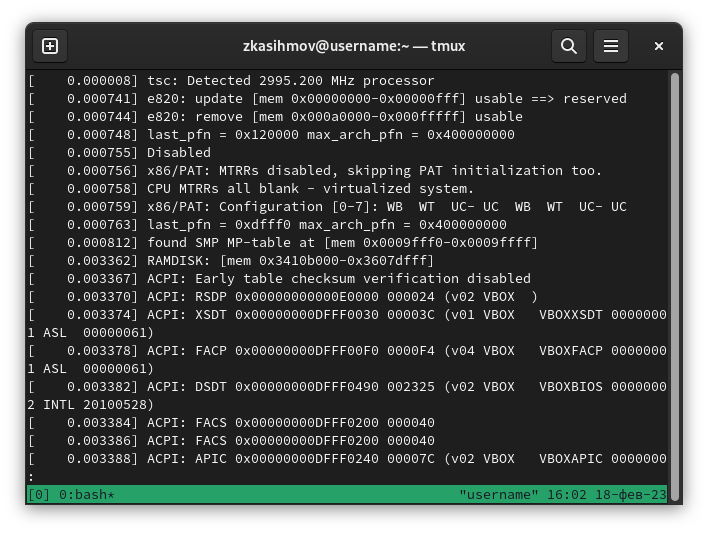 zkasihmov@username:~ — tmux
[    0.000008] tsc: Detected 2995.200 MHz processor
[    0.000741] e820: update [mem 0x00000000-0x00000fff] usable ==> reserved
[    0.000744] e820: remove [mem 0x000a0000-0x000fffff] usable
[    0.000748] last_pfn = 0x120000 max_arch_pfn = 0x400000000
[    0.000755] Disabled
[    0.000756] x86/PAT: MTRRs disabled, skipping PAT initialization too.
[    0.000758] CPU MTRRs all blank - virtualized system.
[    0.000759] x86/PAT: Configuration [0-7]: WB  WT  UC- UC  WB  WT  UC- UC
[    0.000763] last_pfn = 0xdfff0 max_arch_pfn = 0x400000000
[    0.000812] found SMP MP-table at [mem 0x0009fff0-0x0009ffff]
[    0.003362] RAMDISK: [mem 0x3410b000-0x3607dfff]
[    0.003367] ACPI: Early table checksum verification disabled
[    0.003370] ACPI: RSDP 0x00000000000E0000 000024 (v02 VBOX  )
[    0.003374] ACPI: XSDT 0x00000000DFFF0030 00003C (v01 VBOX   VBOXXSDT 0000000
1 ASL  00000061)
[    0.003378] ACPI: FACP 0x00000000DFFF00F0 0000F4 (v04 VBOX   VBOXFACP 0000000
1 ASL  00000061)
[    0.003382] ACPI: DSDT 0x00000000DFFF0490 002325 (v02 VBOX   VBOXBIOS 0000000
2 INTL 20100528)
[    0.003384] ACPI: FACS 0x00000000DFFF0200 000040
[    0.003386] ACPI: FACS 0x00000000DFFF0200 000040
[    0.003388] ACPI: APIC 0x00000000DFFF0240 00007C (v02 VBOX   VBOXAPIC 0000000
:
[0] 0:bash* "username" 16:02 18-фев-23